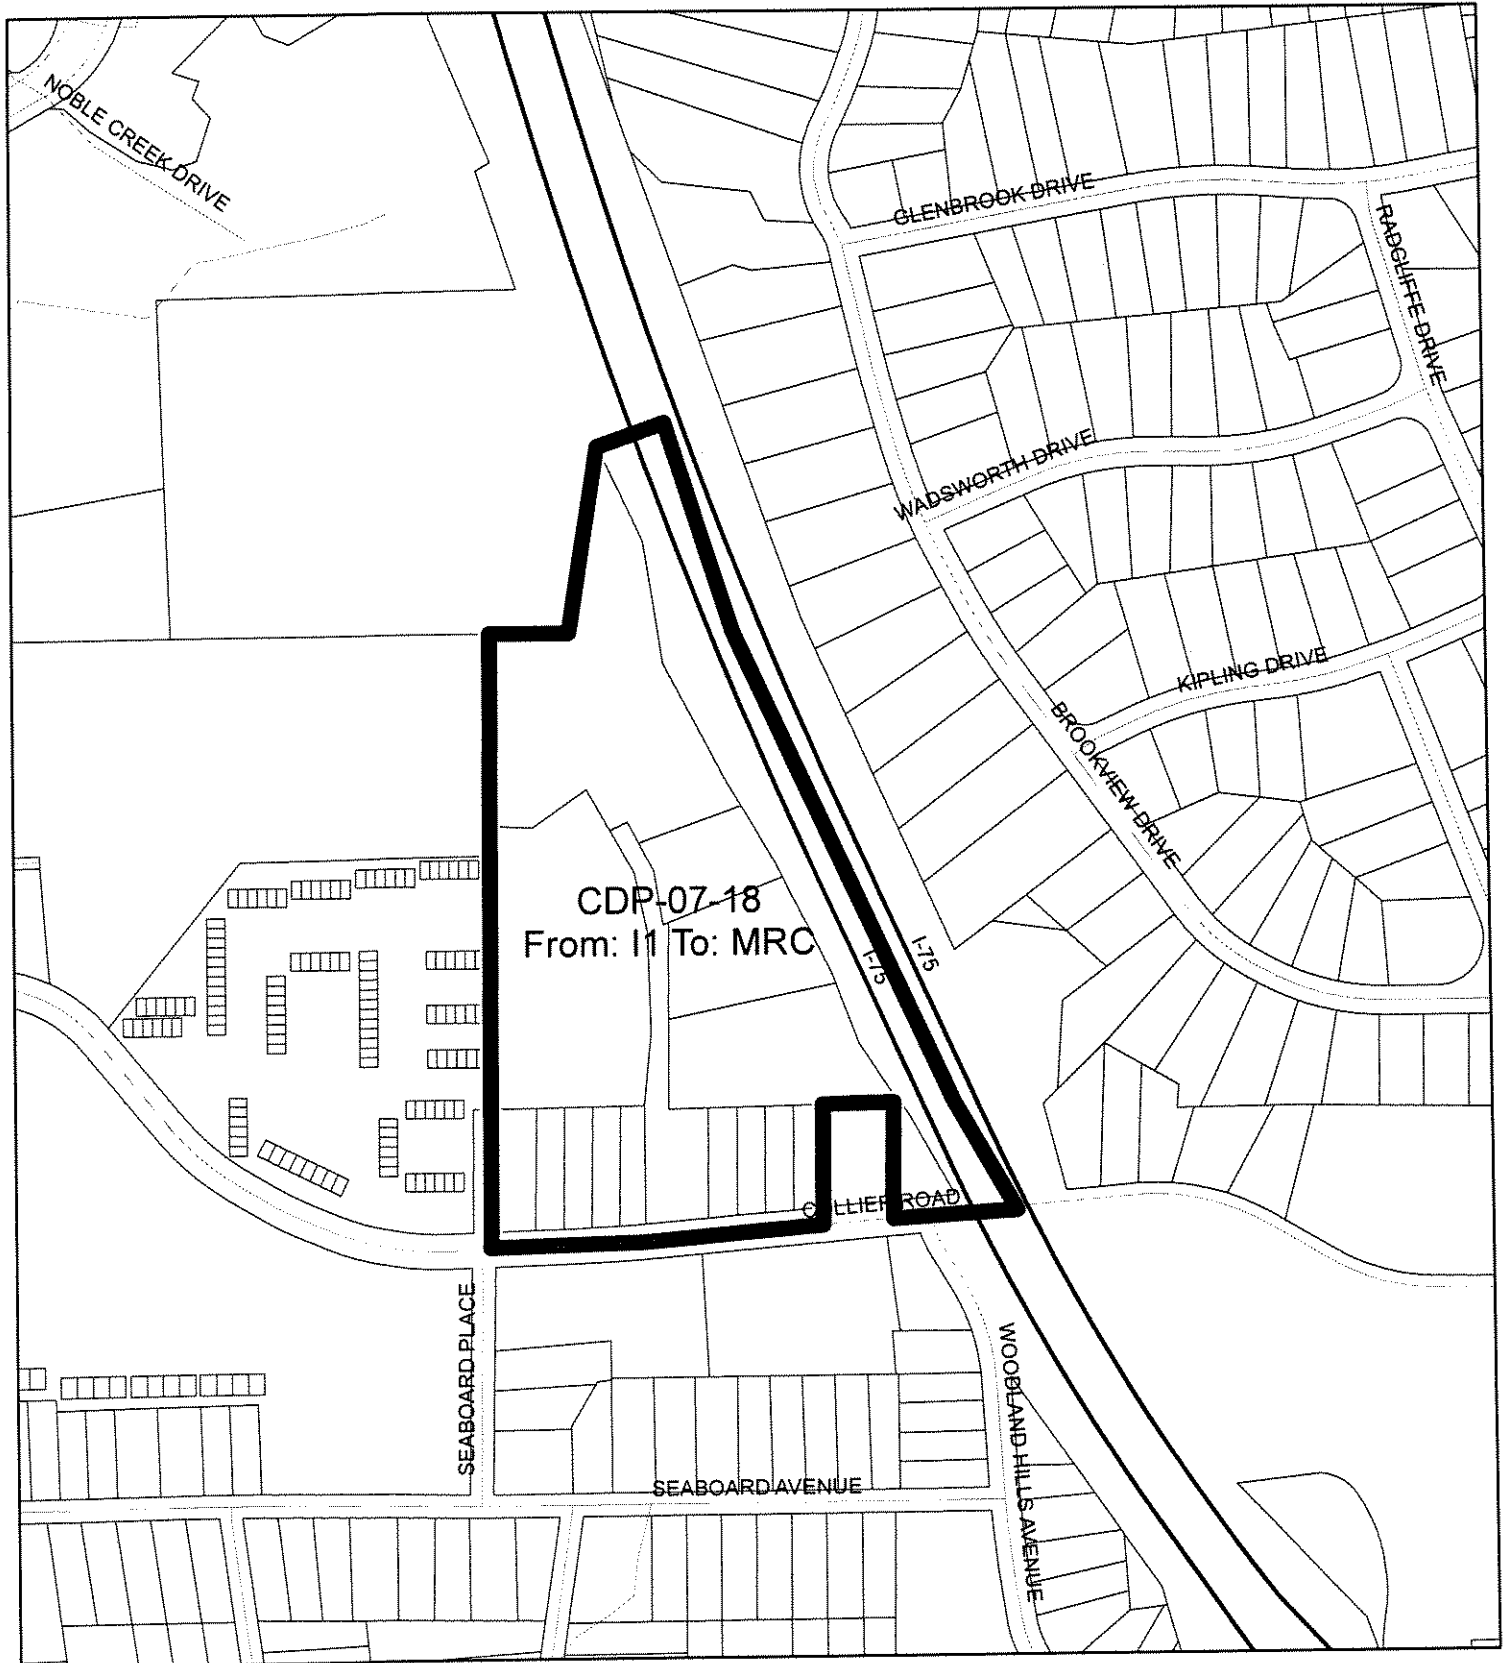 NOBLE CREEK DRIVE
GLENBROOK DRIVE
RADCLIFFE DRIVE
WADSWORTH DRIVE
KIPLING DRIVE
BROOKVIEW DRIVE
CDP-07-18
From: I1 To: MRC
I-75
I-75
COLLIER ROAD
SEABOARD PLACE
WOODLAND HILLS AVENUE
SEABOARD AVENUE